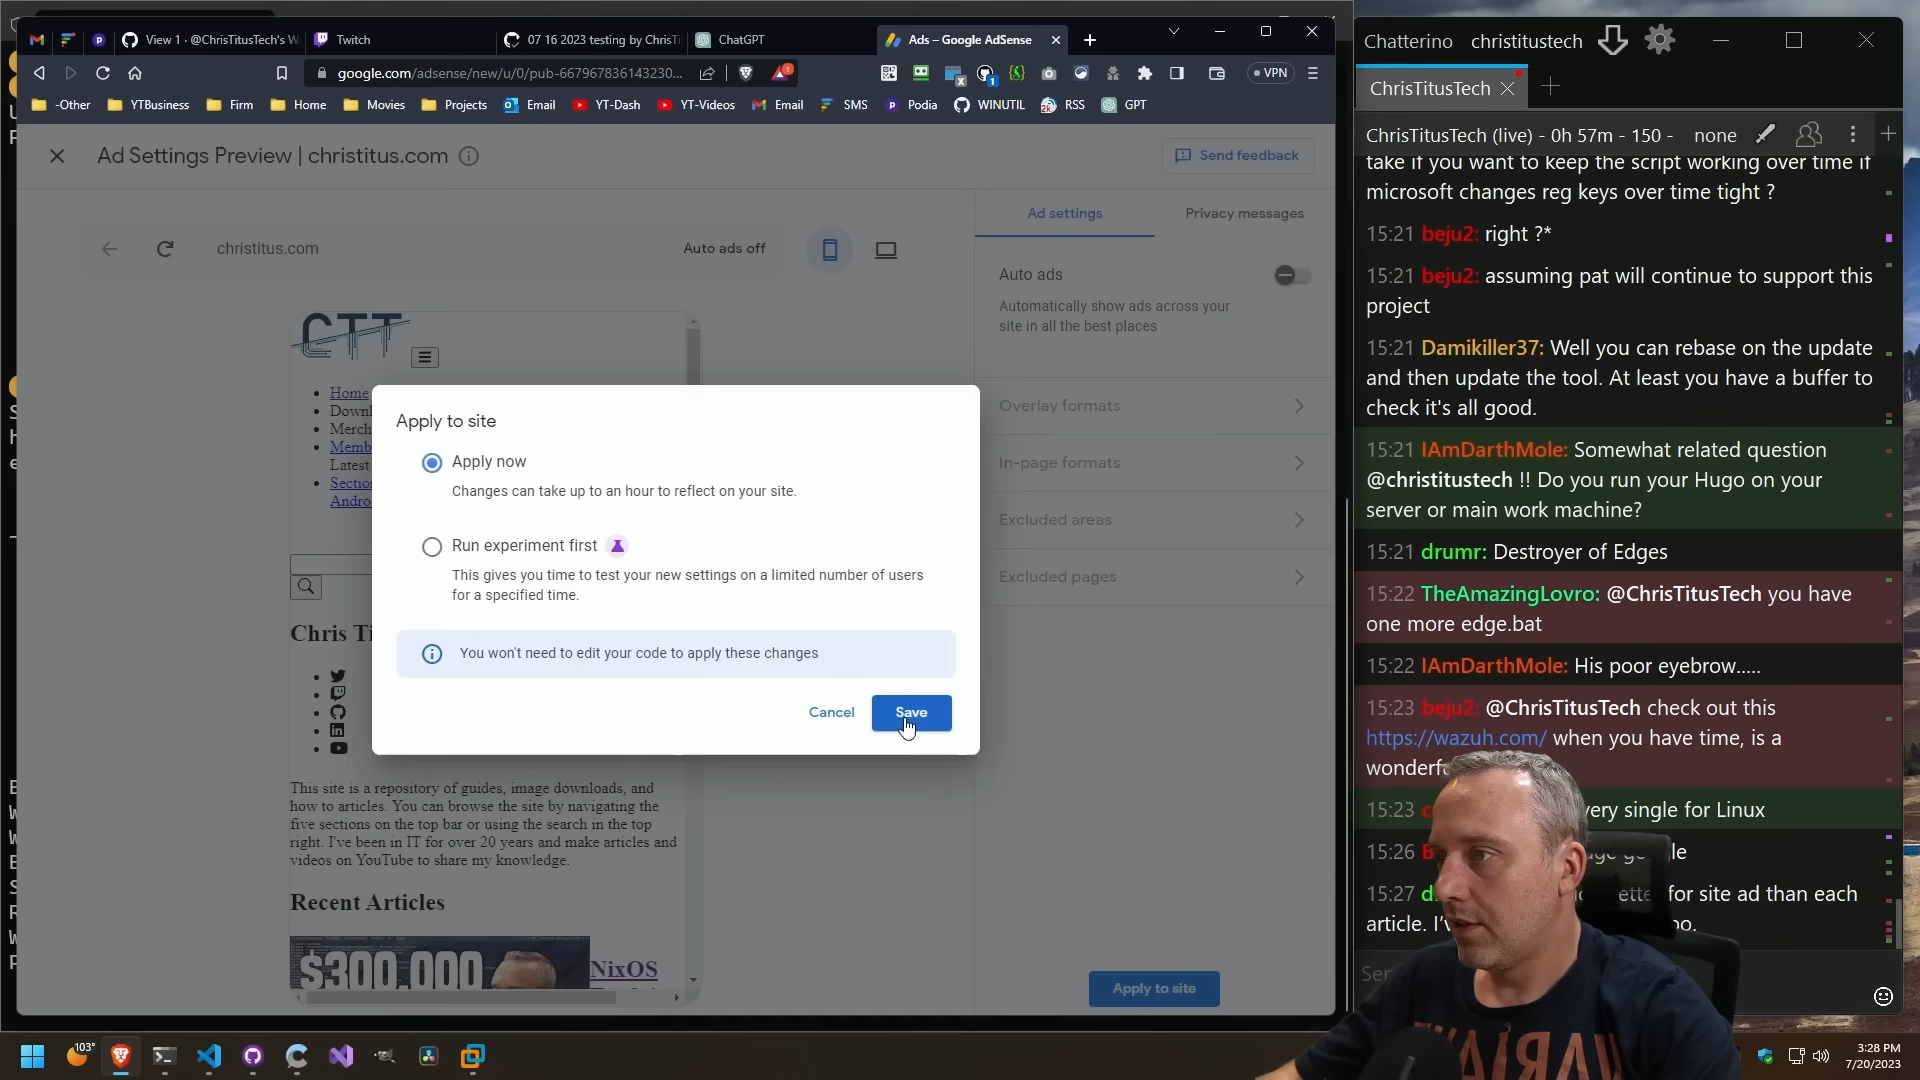 View 1 · @ChrisTitusTech's W
Twitch
07 16 2023 testing by ChrisTi
ChatGPT
Ads – Google AdSense
google.com/adsense/new/u/0/pub-667967836143230...
VPN
-Other
YTBusiness
Firm
Home
Movies
Projects
Email
YT-Dash
YT-Videos
Email
SMS
Podia
WINUTIL
RSS
GPT
Ad Settings Preview | christitus.com
Send feedback
christitus.com
Auto ads off
Ad settings
Privacy messages
Auto ads
Automatically show ads across your
site in all the best places
Overlay formats
In-page formats
Excluded areas
Excluded pages
Apply to site
CTT
Home
Downl
Merch
Memb
Latest
Section
Andro
Chris Ti
This site is a repository of guides, image downloads, and
how to articles. You can browse the site by navigating the
five sections on the top bar or using the search in the top
right. I've been in IT for over 20 years and make articles and
videos on YouTube to share my knowledge.
Recent Articles
$300,000
NixOS
Apply to site
Apply now
Changes can take up to an hour to reflect on your site.
Run experiment first
This gives you time to test your new settings on a limited number of users
for a specified time.
You won't need to edit your code to apply these changes
Cancel
Save
Chatterino
christitustech
ChrisTitusTech
ChrisTitusTech (live) - 0h 57m - 150 -
none
take if you want to keep the script working over time if
microsoft changes reg keys over time tight ?
15:21 beju2: right ?*
15:21 beju2: assuming pat will continue to support this
project
15:21 Damikiller37: Well you can rebase on the update
and then update the tool. At least you have a buffer to
check it's all good.
15:21 IAmDarthMole: Somewhat related question
@christitustech !! Do you run your Hugo on your
server or main work machine?
15:21 drumr: Destroyer of Edges
15:22 TheAmazingLovro: @ChrisTitusTech you have
one more edge.bat
15:22 IAmDarthMole: His poor eyebrow.....
15:23 beju2: @ChrisTitusTech check out this
https://wazuh.com/ when you have time, is a
wonderf
15:23 very single for Linux
15:26
15:27 for site ad than each
article.
103°
3:28 PM
7/20/2023